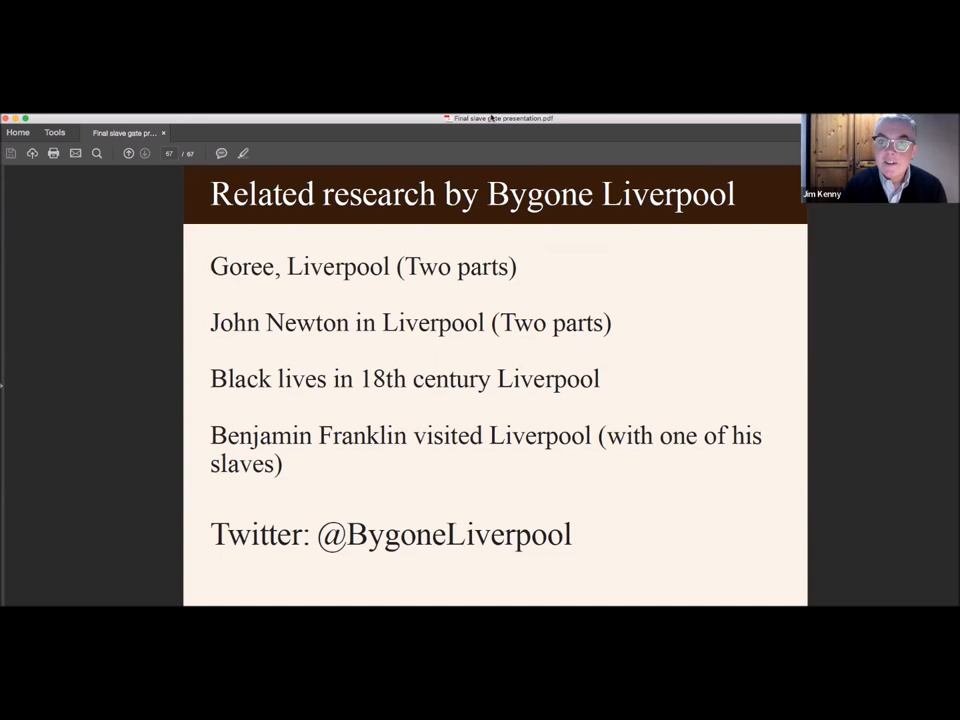 Final slave gate presentation.pdf
Home Tools Final slave gate pr... ×
67 / 67
Jim Kenny
Related research by Bygone Liverpool
Goree, Liverpool (Two parts)
John Newton in Liverpool (Two parts)
Black lives in 18th century Liverpool
Benjamin Franklin visited Liverpool (with one of his
slaves)
Twitter: @BygoneLiverpool